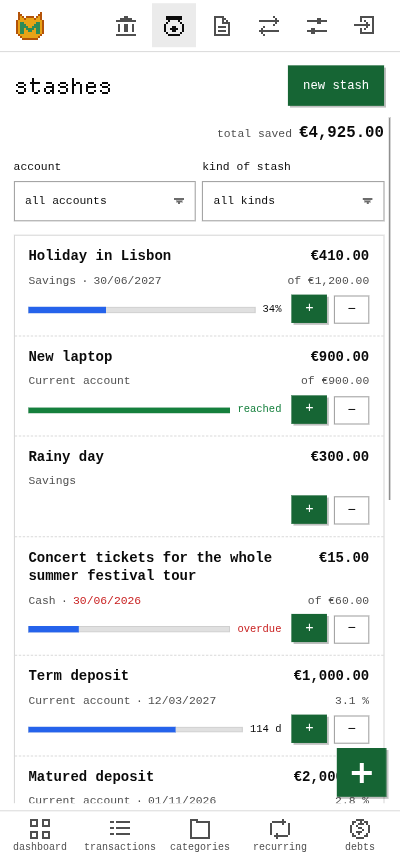 stashes
new stash
total saved €4,925.00
account kind of stash
all accounts all kinds
Holiday in Lisbon €410.00
Savings · 30/06/2027 of €1,200.00
34% + −
New laptop €900.00
Current account of €900.00
reached + −
Rainy day €300.00
Savings
+ −
Concert tickets for the whole €15.00
summer festival tour
Cash · 30/06/2026 of €60.00
overdue + −
Term deposit €1,000.00
Current account · 12/03/2027 3.1 %
114 d + −
Matured deposit
Current account · 01/11/2026 2.8 %
+
dashboard transactions categories recurring debts